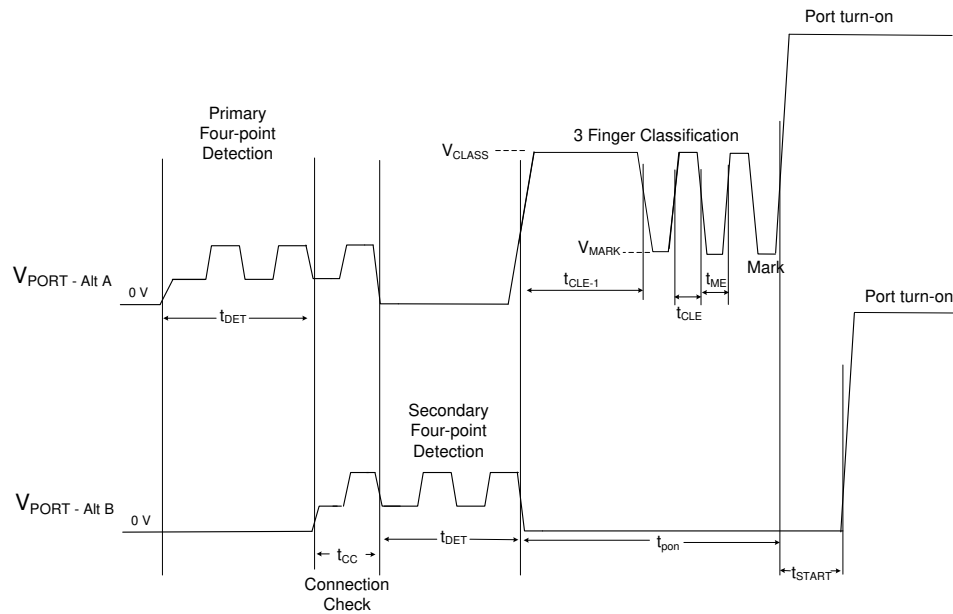 Port turn-on
Primary
Four-point
Detection
3 Finger Classification
VCLASS
VMARK
Mark
VPORT - Alt A
0 V
tDET
tCLE-1
tME
tCLE
Port turn-on
Secondary
Four-point
Detection
VPORT - Alt B
0 V
tCC
tDET
tpon
tSTART
Connection
Check